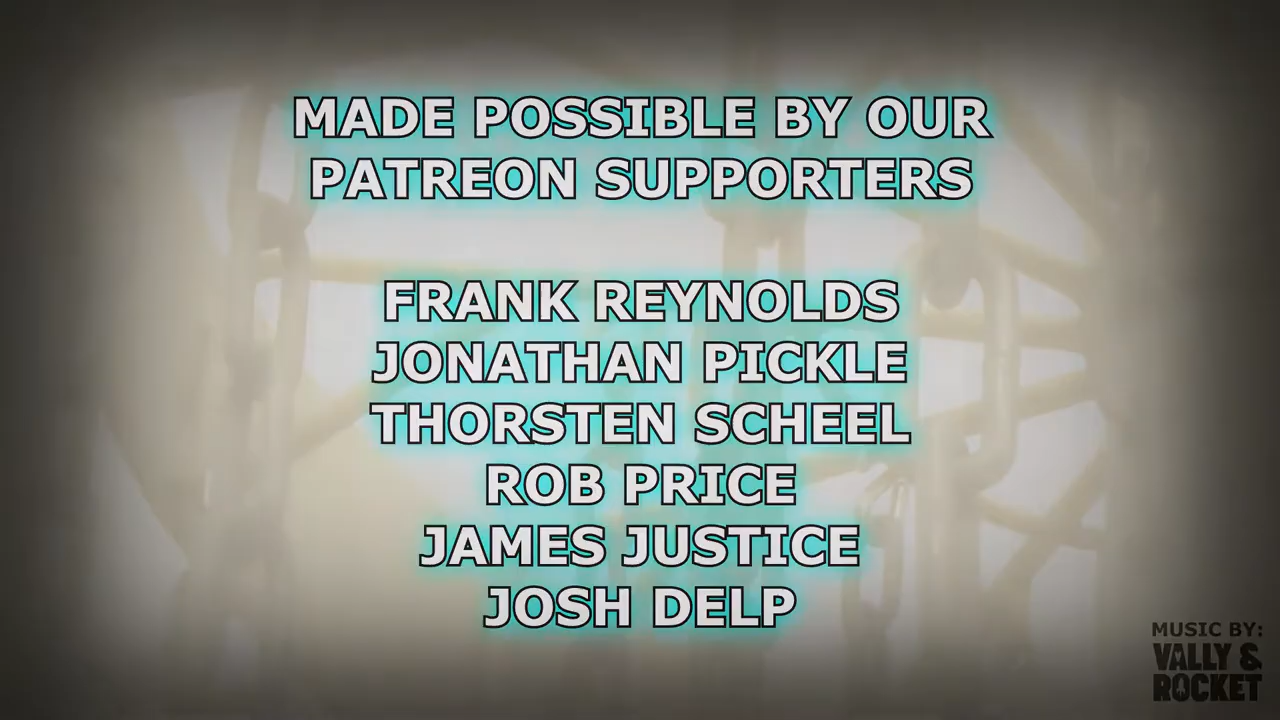 MADE POSSIBLE BY OUR
PATREON SUPPORTERS
FRANK REYNOLDS
JONATHAN PICKLE
THORSTEN SCHEEL
ROB PRICE
JAMES JUSTICE
JOSH DELP
MUSIC BY:
VALLY &
ROCKET